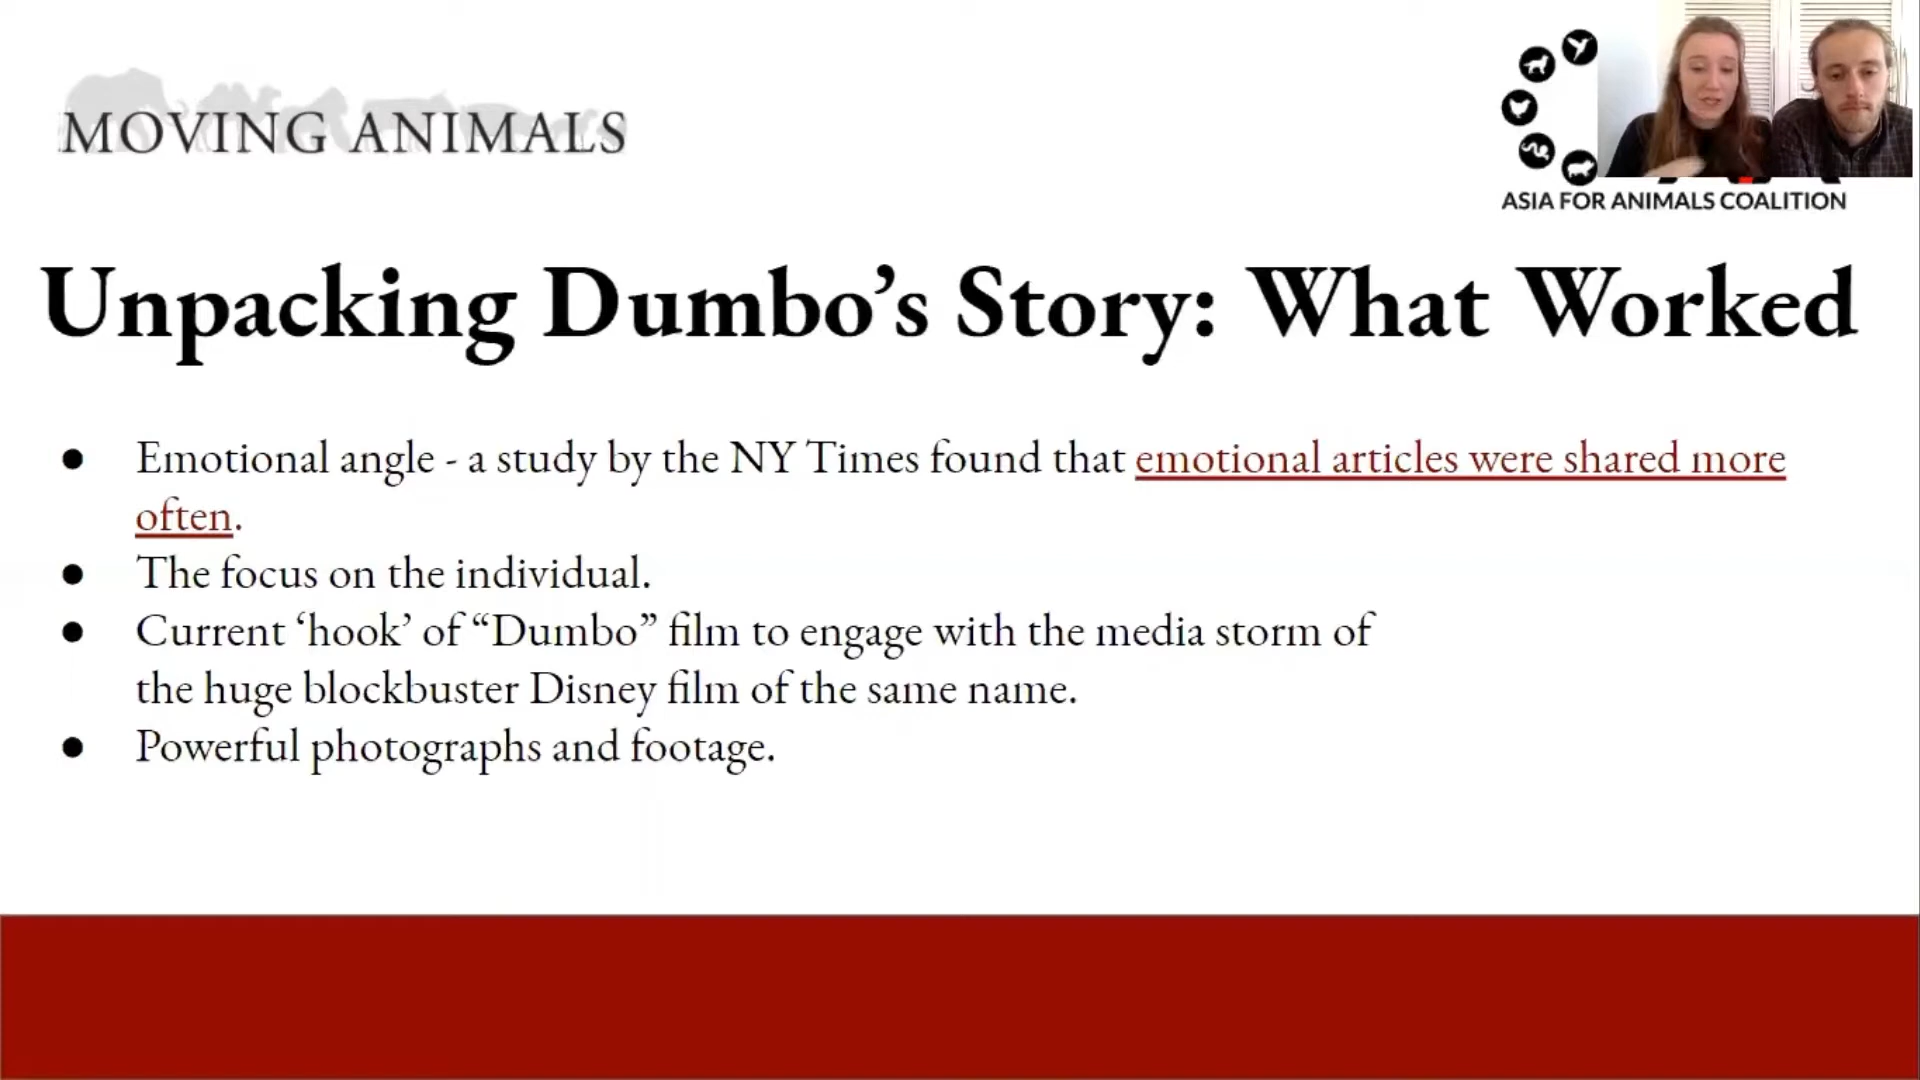 MOVING ANIMALS
ASIA FOR ANIMALS COALITION
Unpacking Dumbo’s Story: What Worked
● Emotional angle - a study by the NY Times found that emotional articles were shared more
often.
● The focus on the individual.
● Current ‘hook’ of “Dumbo” film to engage with the media storm of
the huge blockbuster Disney film of the same name.
● Powerful photographs and footage.